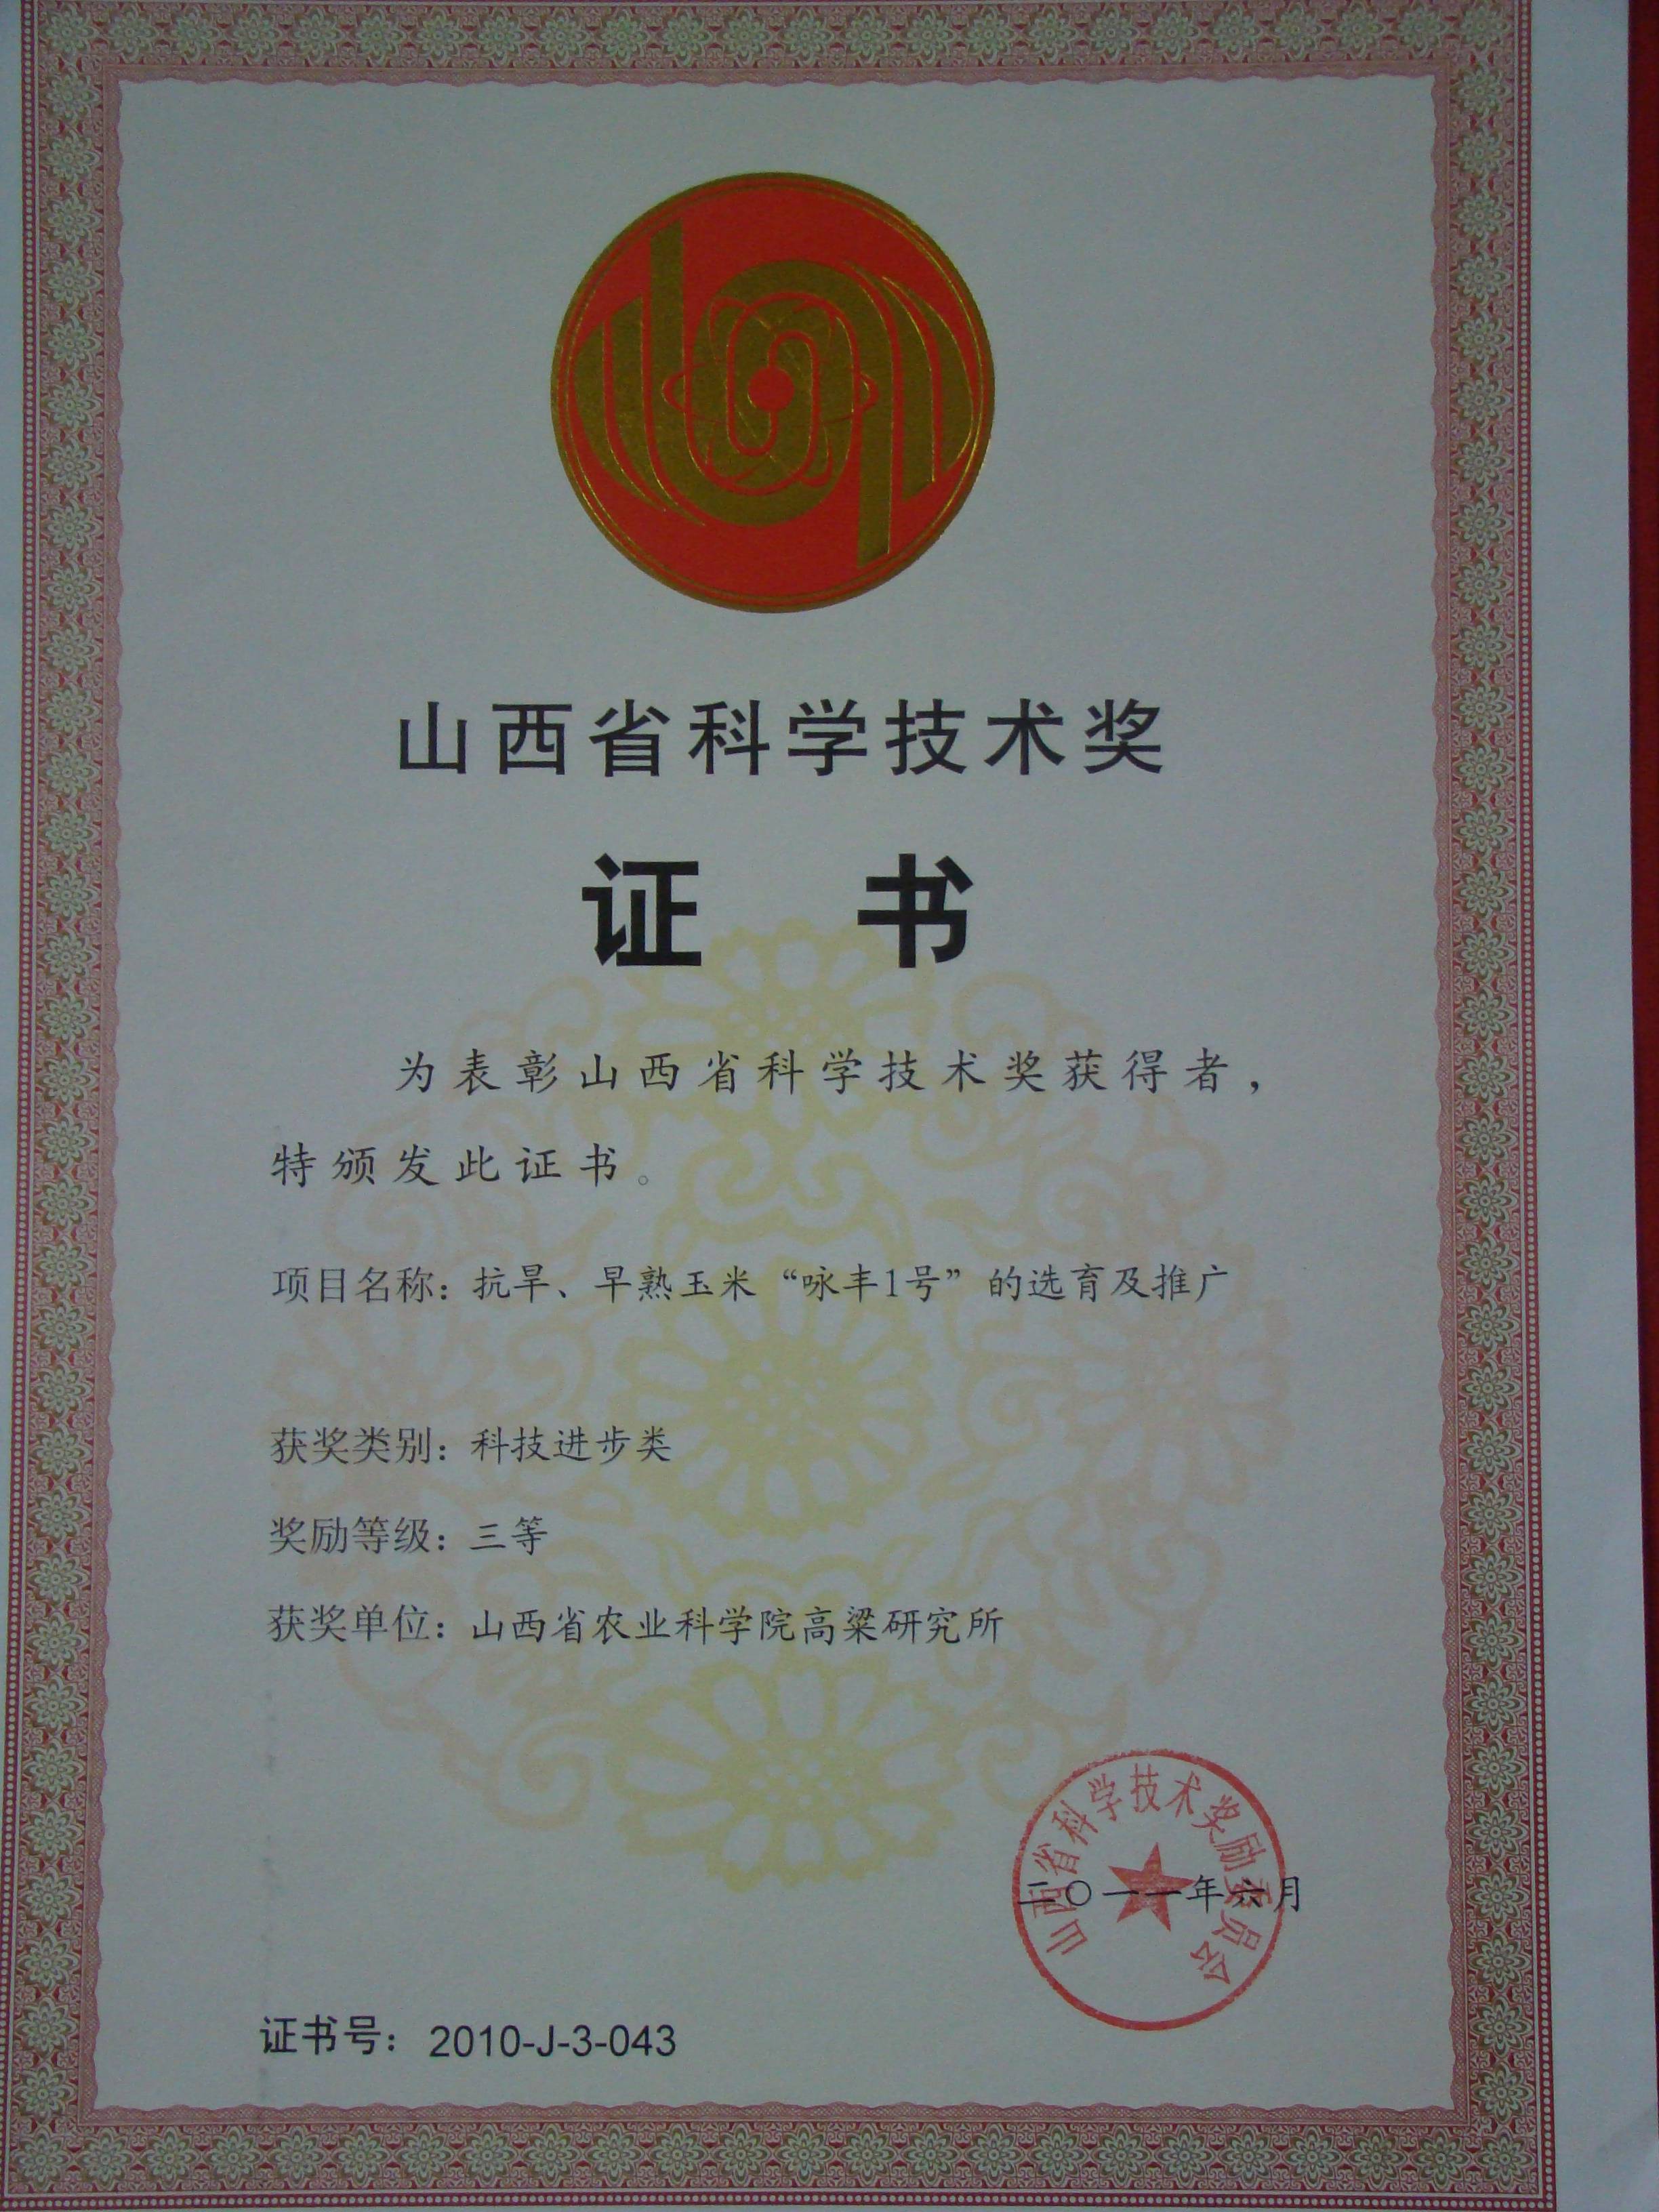 山西省科学技术奖
证 书
为表彰山西省科学技术奖获得者，
特颁发此证书。
项目名称：抗旱、早熟玉米“咏丰1号”的选育及推广
获奖类别：科技进步类
奖励等级：三等
获奖单位：山西省农业科学院高粱研究所
山西省科学技术奖励委员会
二〇一一年六月
证书号：2010-J-3-043